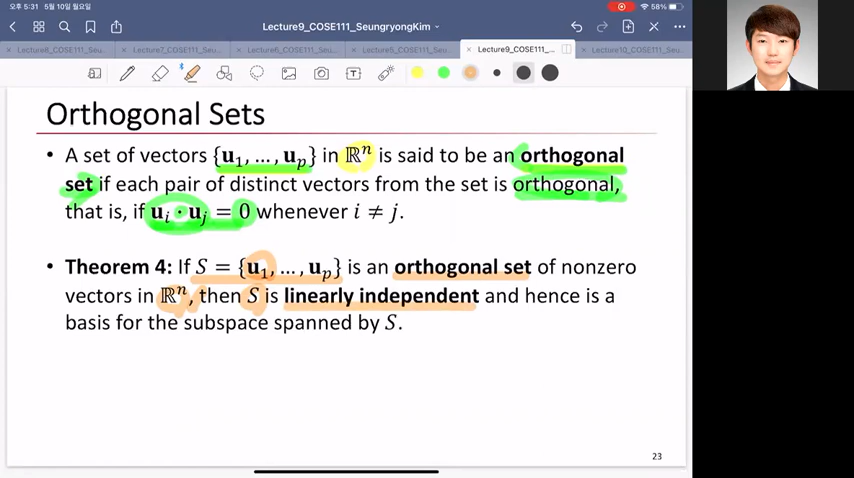 오후 5:31 5월 10일 월요일
58%
Lecture9_COSE111_SeungryongKim
Lecture8_COSE111_Seu...
Lecture7_COSE111_Seu...
Lecture6_COSE111_Seu...
Lecture5_COSE111_Seu...
Lecture9_COSE111_...
Lecture10_COSE111_Se...
Orthogonal Sets
• A set of vectors {u₁, …, uₚ} in ℝⁿ is said to be an orthogonal
set if each pair of distinct vectors from the set is orthogonal,
that is, if uᵢ · uⱼ = 0 whenever i ≠ j.
• Theorem 4: If S = {u₁, …, uₚ} is an orthogonal set of nonzero
vectors in ℝⁿ, then S is linearly independent and hence is a
basis for the subspace spanned by S.
23